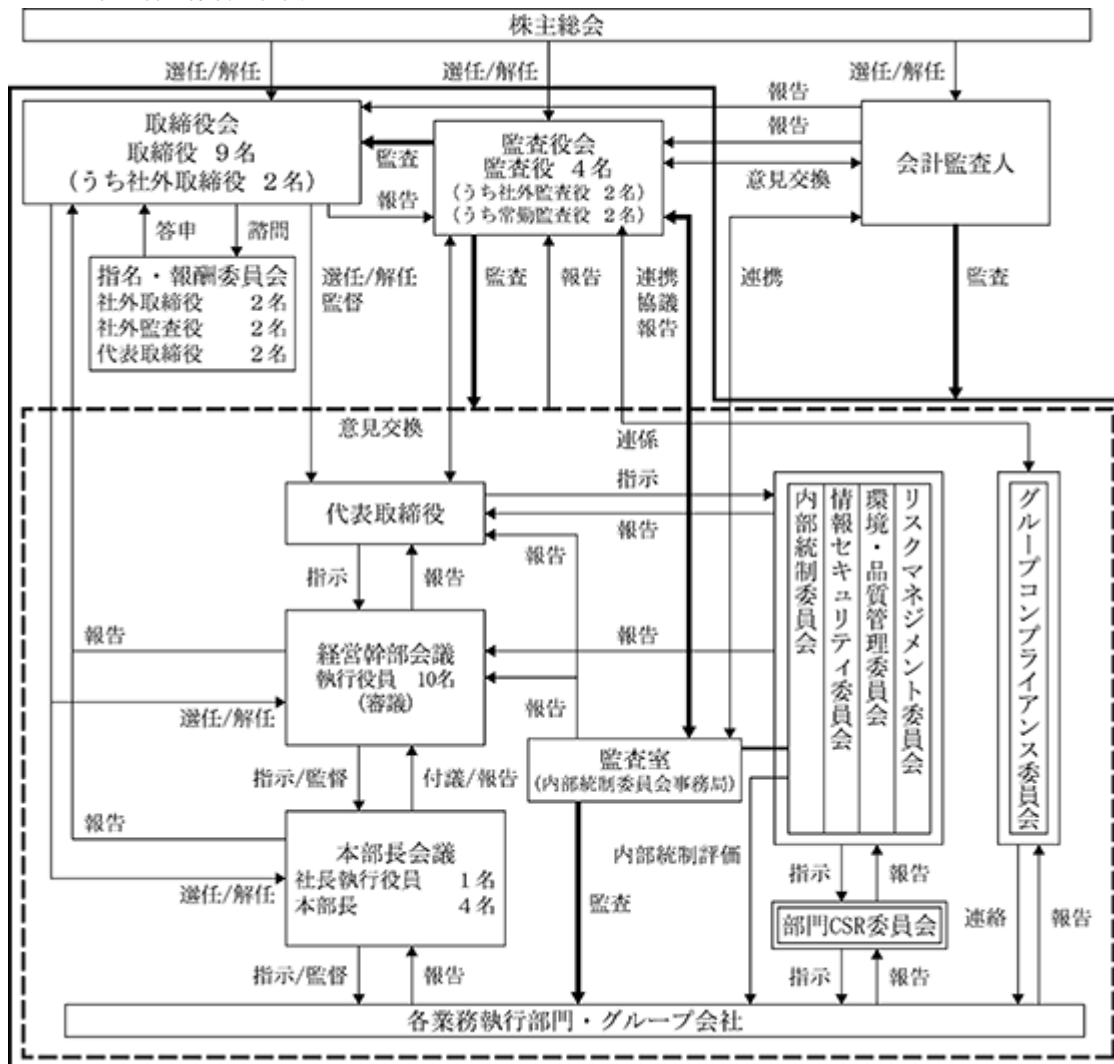 株主総会
選任/解任
選任/解任
選任/解任
取締役会
取締役 9名
(うち社外取締役 2名)
監査
報告
監査役会
監査役 4名
(うち社外監査役 2名)
(うち常勤監査役 2名)
報告
報告
意見交換
会計監査人
答申
諮問
指名・報酬委員会
社外取締役 2名
社外監査役 2名
代表取締役 2名
選任/解任
監督
監査
報告
連携
協議
報告
連携
監査
意見交換
連係
代表取締役
指示
報告
報告
指示
報告
内部統制委員会
情報セキュリティ委員会
環境・品質管理委員会
リスクマネジメント委員会
グループコンプライアンス委員会
報告
経営幹部会議
執行役員 10名
(審議)
報告
選任/解任
報告
監査室
(内部統制委員会事務局)
指示/監督
付議/報告
報告
本部長会議
社長執行役員 1名
本部長 4名
選任/解任
内部統制評価
監査
指示
報告
部門CSR委員会
連絡
報告
指示/監督
報告
指示
報告
各業務執行部門・グループ会社